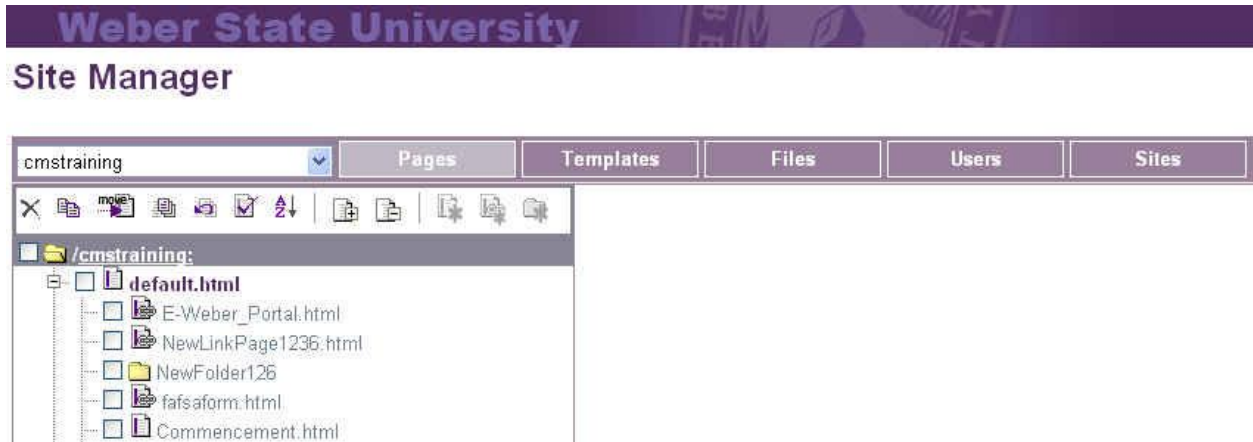 Weber State University
Site Manager
cmstraining Pages Templates Files Users Sites
move A Z
/cmstraining:
default.html
E-Weber_Portal.html
NewLinkPage1236.html
NewFolder126
fafsaform.html
Commencement.html